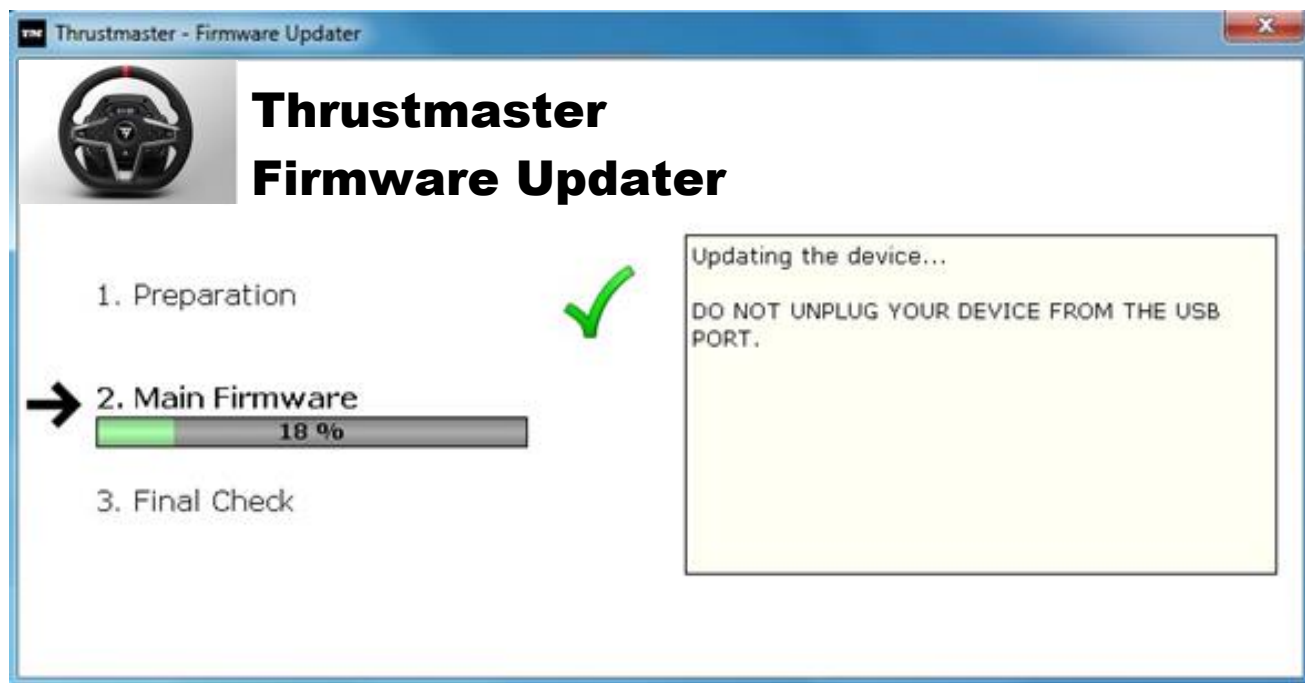 Thrustmaster - Firmware Updater
Thrustmaster
Firmware Updater
1. Preparation
2. Main Firmware
18 %
3. Final Check
Updating the device...
DO NOT UNPLUG YOUR DEVICE FROM THE USB
PORT.